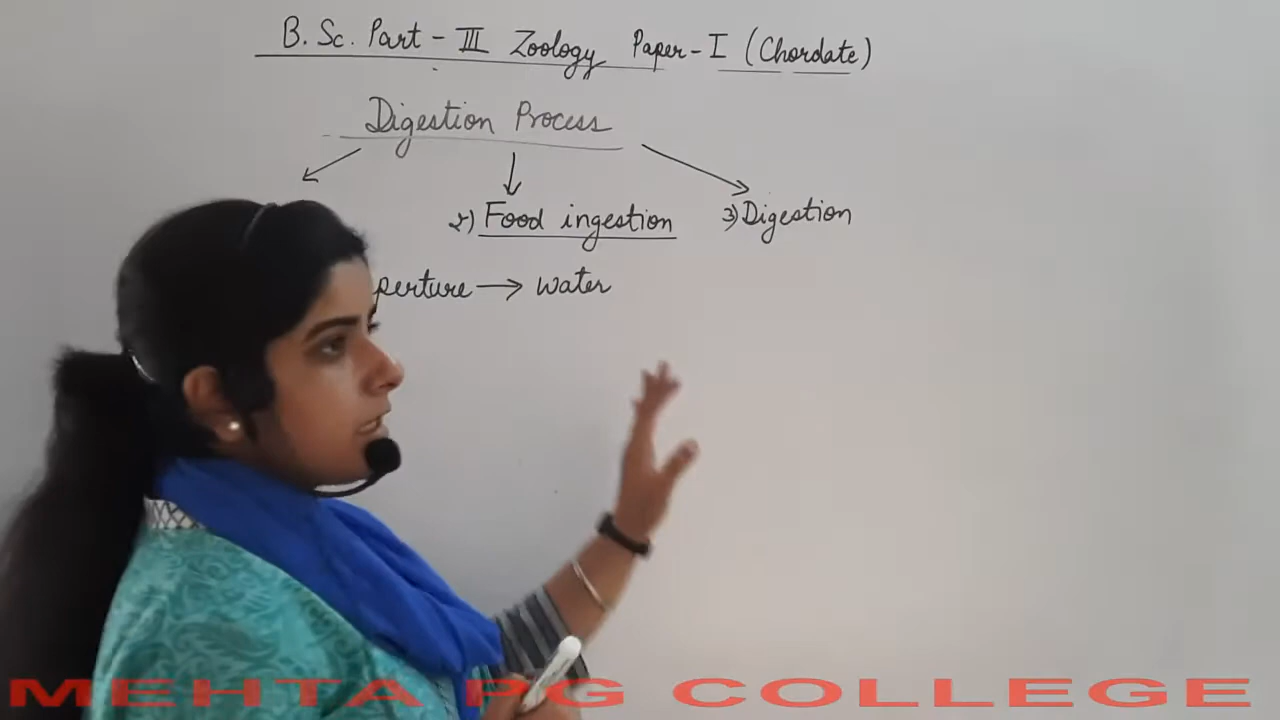 B. Sc. Part - III Zoology Paper - I (Chordate)
Digestion Process
2) Food ingestion 3) Digestion
perture → water
MEHTA PG COLLEGE